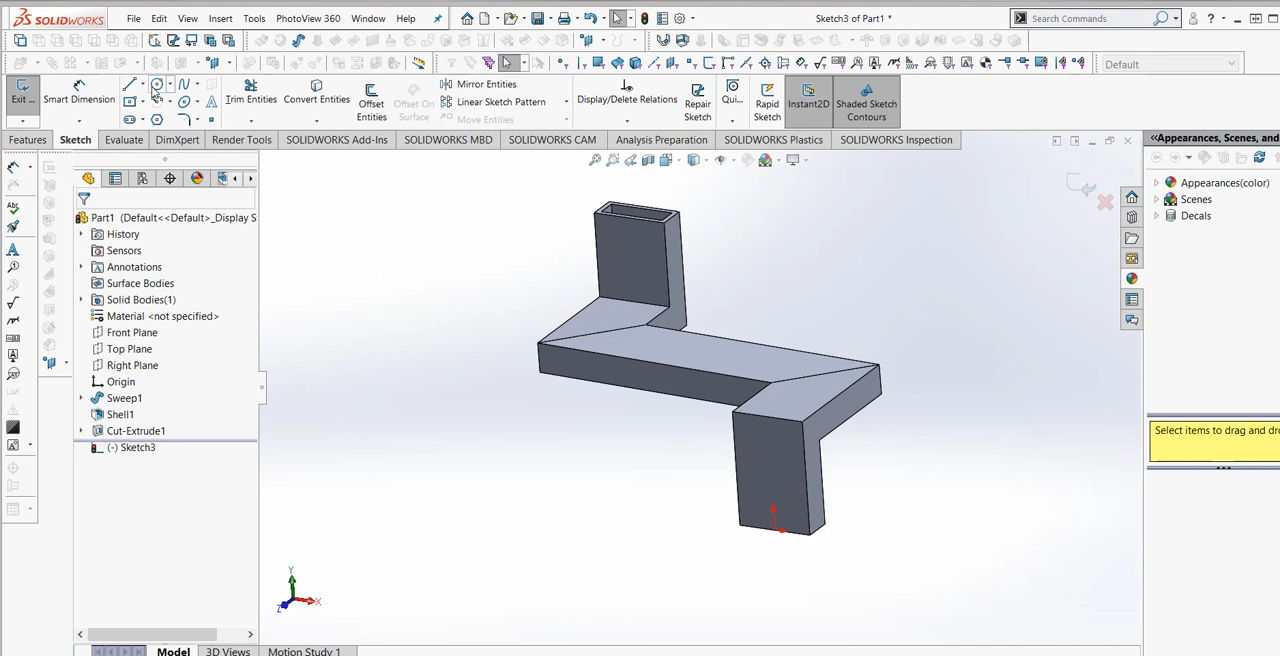 SOLIDWORKS File Edit View Insert Tools PhotoView 360 Window Help Sketch3 of Part1 * Search Commands
Default
Exit ... Smart Dimension Trim Entities Convert Entities Offset Entities Offset On Surface Mirror Entities Linear Sketch Pattern Move Entities Display/Delete Relations Repair Sketch Qui... Rapid Sketch Instant2D Shaded Sketch Contours
Features Sketch Evaluate DimXpert Render Tools SOLIDWORKS Add-Ins SOLIDWORKS MBD SOLIDWORKS CAM Analysis Preparation SOLIDWORKS Plastics SOLIDWORKS Inspection
Appearances, Scenes, and
Part1 (Default<<Default>_Display S
History
Sensors
Annotations
Surface Bodies
Solid Bodies(1)
Material <not specified>
Front Plane
Top Plane
Right Plane
Origin
Sweep1
Shell1
Cut-Extrude1
(-) Sketch3
Appearances(color)
Scenes
Decals
Select items to drag and dr
Y
X
Z
Model 3D Views Motion Study 1